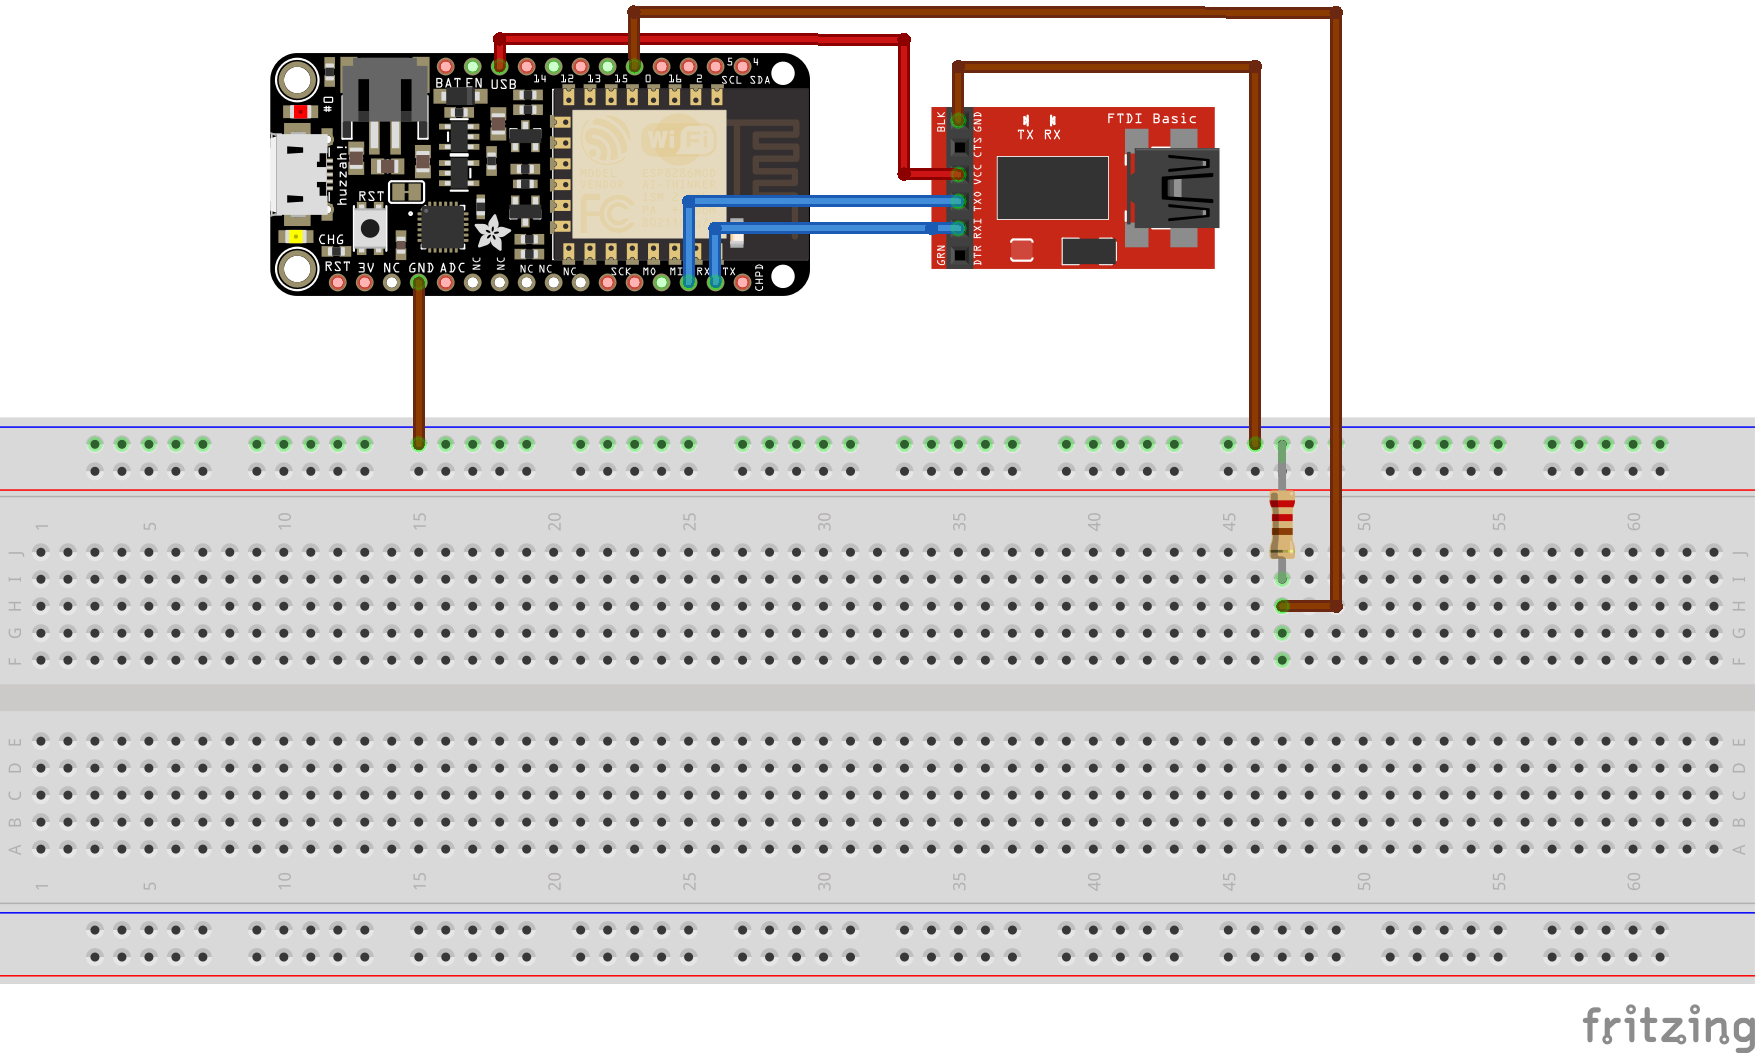 BAT EN USB 14 12 13 15 0 16 2 5 4
SCL SDA
#0
huzzah!
WiFi
FC
RST
CHG
RST 3V NC GND ADC NC NC NC NC NC SCK MO MI RX TX CHPD
BLK
GRN
GND
CTS
VCC
TXO
RXI
DTR
TX RX
FTDI Basic
1 5 10 15 20 25 30 35 40 45 50 55 60
J J
I I
H H
G G
F F
E E
D D
C C
B B
A A
1 5 10 15 20 25 30 35 40 45 50 55 60
fritzing